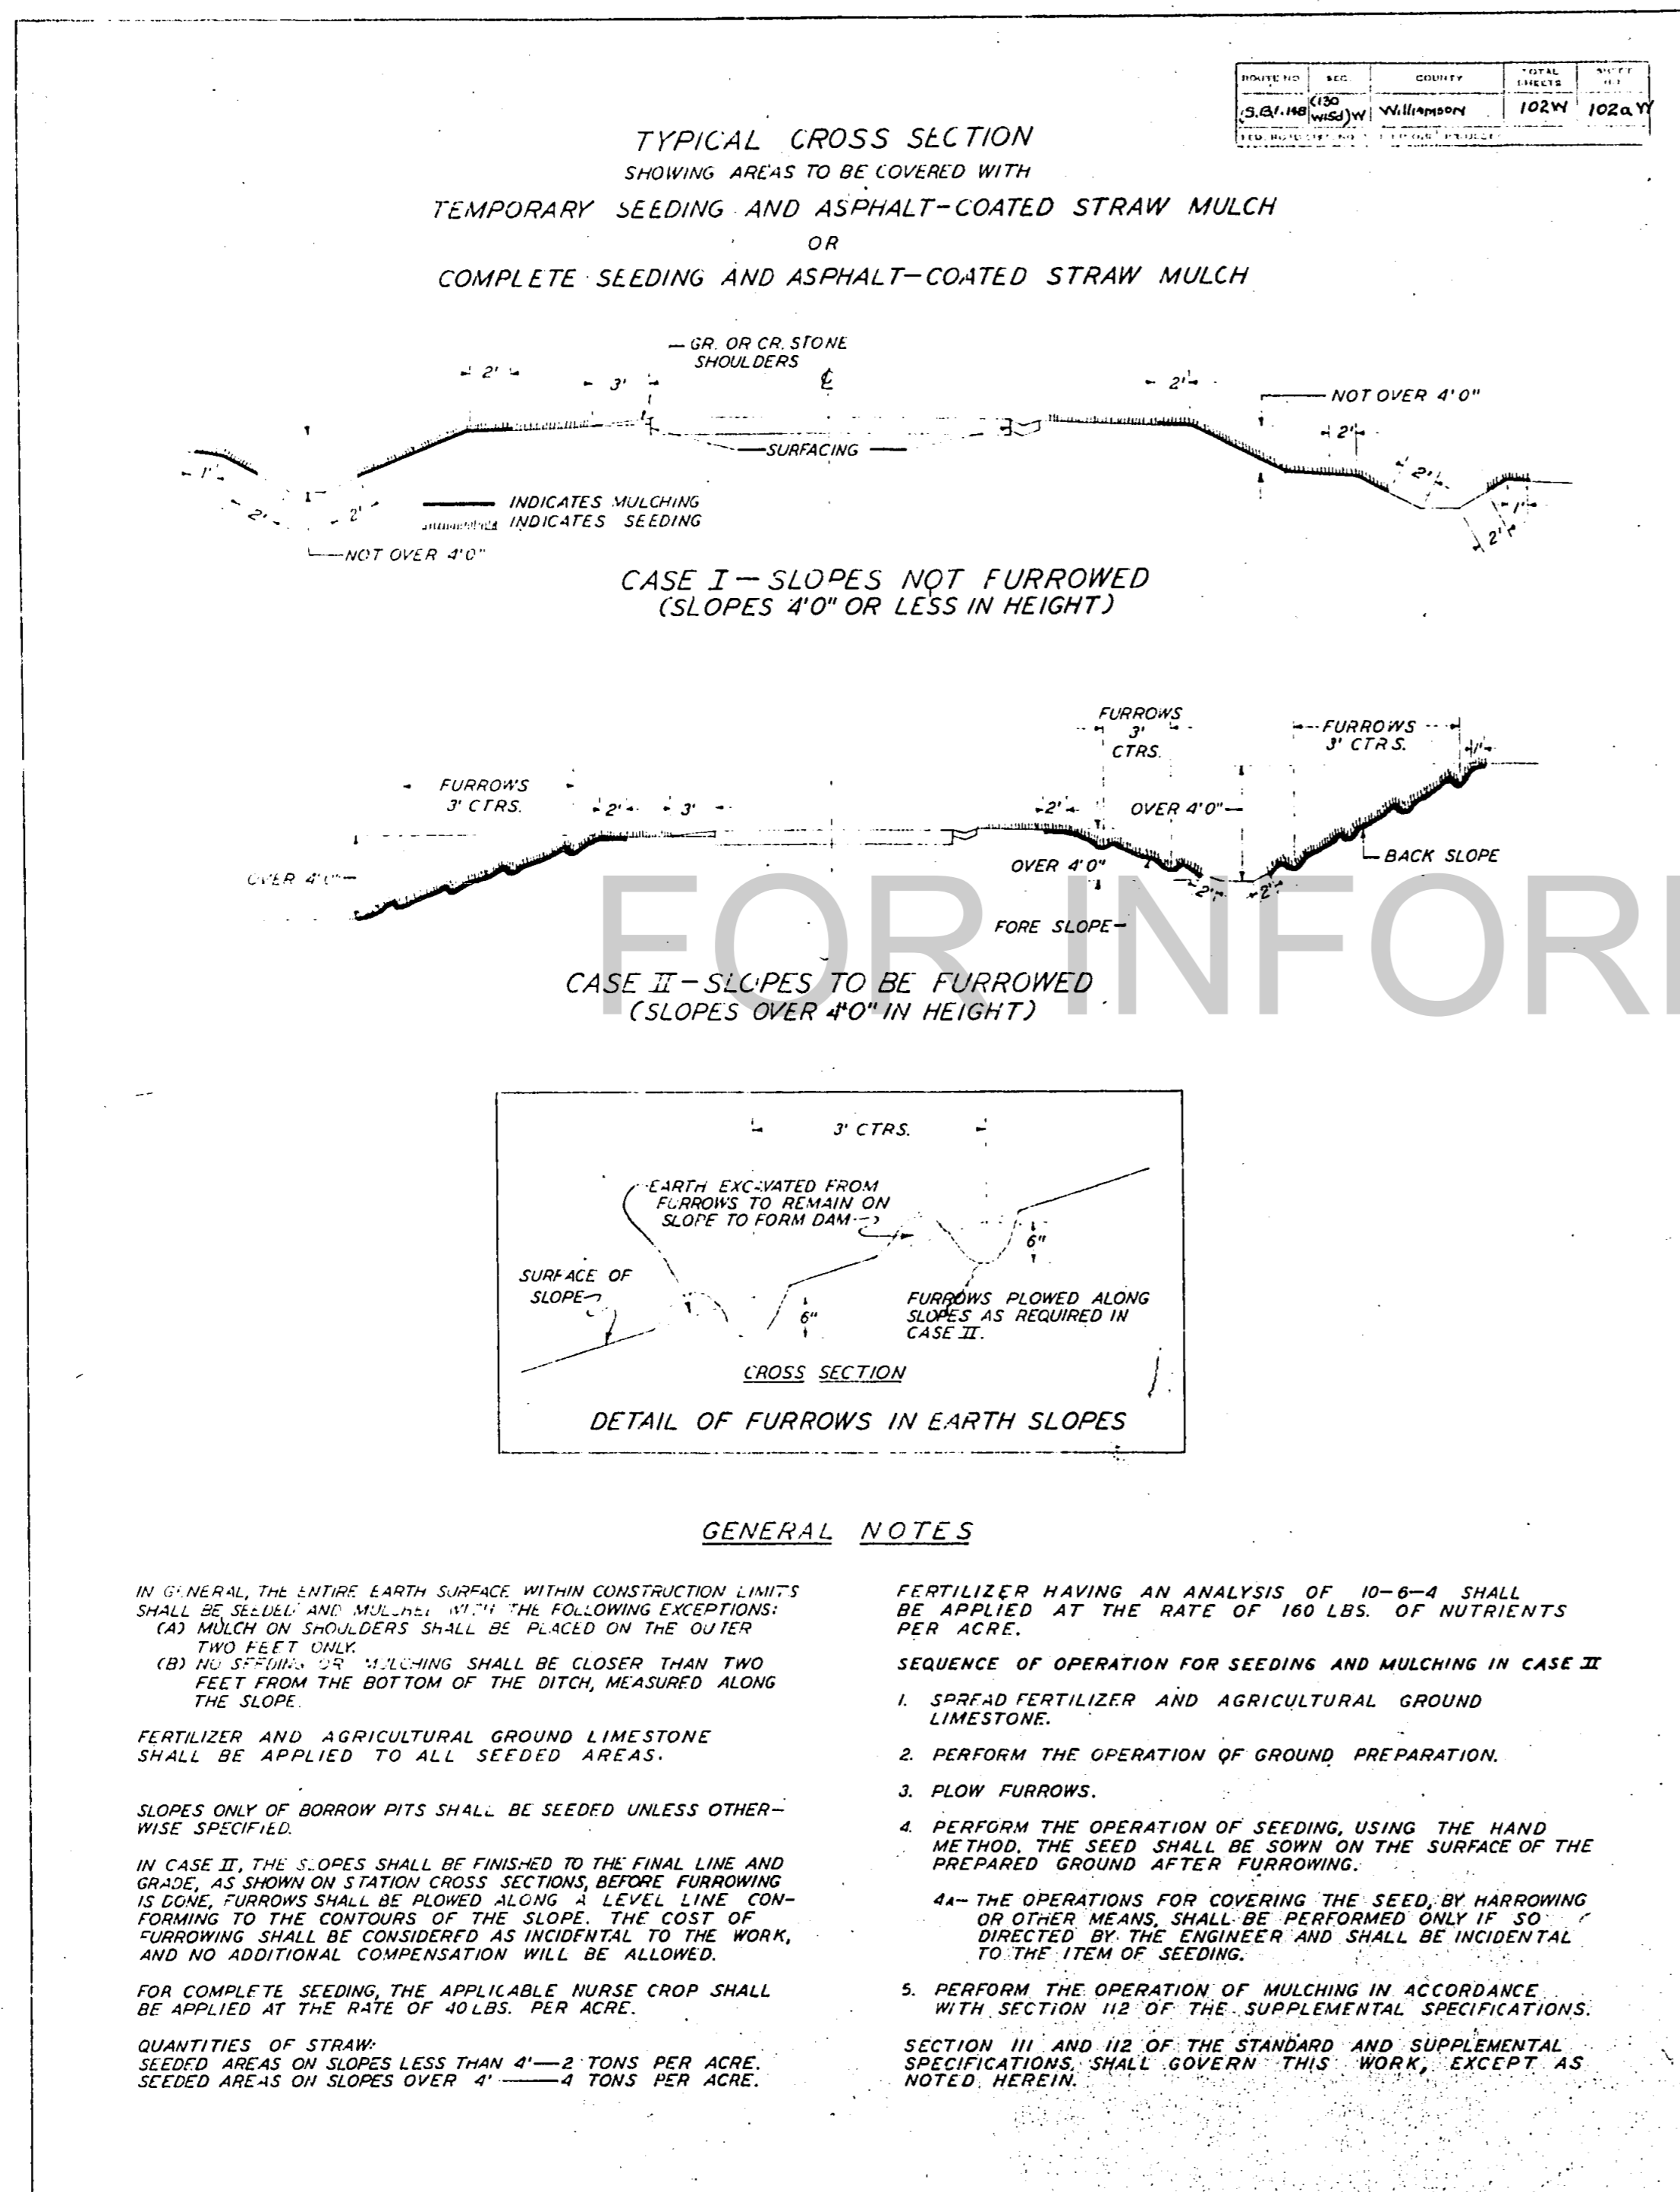 ROUTE NO. SEC. COUNTY TOTAL SHEETS SHEET NO.
S.B.I. 148 (130 W15d)W Williamson 102W 102aW
TYPICAL CROSS SECTION
SHOWING AREAS TO BE COVERED WITH
TEMPORARY SEEDING AND ASPHALT-COATED STRAW MULCH
OR
COMPLETE SEEDING AND ASPHALT-COATED STRAW MULCH
GR. OR CR. STONE
SHOULDERS
2'
3'
℄
2'
NOT OVER 4'0"
2'
SURFACING
1'
2'
2'
2'
1'
2'
INDICATES MULCHING
INDICATES SEEDING
NOT OVER 4'0"
CASE I - SLOPES NOT FURROWED
(SLOPES 4'0" OR LESS IN HEIGHT)
FURROWS
3'
CTRS.
FURROWS
3' CTRS.
1'
FURROWS
3' CTRS.
2'
3'
2'
OVER 4'0"
OVER 4'0"
OVER 4'0"
BACK SLOPE
2'
2'
FORE SLOPE
FOR INFOR
CASE II - SLOPES TO BE FURROWED
(SLOPES OVER 4'0" IN HEIGHT)
3' CTRS.
EARTH EXCAVATED FROM
FURROWS TO REMAIN ON
SLOPE TO FORM DAM
6"
SURFACE OF
SLOPE
6"
FURROWS PLOWED ALONG
SLOPES AS REQUIRED IN
CASE II.
CROSS SECTION
DETAIL OF FURROWS IN EARTH SLOPES
GENERAL NOTES
IN GENERAL, THE ENTIRE EARTH SURFACE WITHIN CONSTRUCTION LIMITS
SHALL BE SEEDED AND MULCHED WITH THE FOLLOWING EXCEPTIONS:
(A) MULCH ON SHOULDERS SHALL BE PLACED ON THE OUTER
TWO FEET ONLY.
(B) NO SEEDING OR MULCHING SHALL BE CLOSER THAN TWO
FEET FROM THE BOTTOM OF THE DITCH, MEASURED ALONG
THE SLOPE.
FERTILIZER AND AGRICULTURAL GROUND LIMESTONE
SHALL BE APPLIED TO ALL SEEDED AREAS.
SLOPES ONLY OF BORROW PITS SHALL BE SEEDED UNLESS OTHER-
WISE SPECIFIED.
IN CASE II, THE SLOPES SHALL BE FINISHED TO THE FINAL LINE AND
GRADE, AS SHOWN ON STATION CROSS SECTIONS, BEFORE FURROWING
IS DONE, FURROWS SHALL BE PLOWED ALONG A LEVEL LINE CON-
FORMING TO THE CONTOURS OF THE SLOPE. THE COST OF
FURROWING SHALL BE CONSIDERED AS INCIDENTAL TO THE WORK,
AND NO ADDITIONAL COMPENSATION WILL BE ALLOWED.
FOR COMPLETE SEEDING, THE APPLICABLE NURSE CROP SHALL
BE APPLIED AT THE RATE OF 40 LBS. PER ACRE.
QUANTITIES OF STRAW:
SEEDED AREAS ON SLOPES LESS THAN 4'—2 TONS PER ACRE.
SEEDED AREAS ON SLOPES OVER 4'——4 TONS PER ACRE.
FERTILIZER HAVING AN ANALYSIS OF 10-6-4 SHALL
BE APPLIED AT THE RATE OF 160 LBS. OF NUTRIENTS
PER ACRE.
SEQUENCE OF OPERATION FOR SEEDING AND MULCHING IN CASE II
1. SPREAD FERTILIZER AND AGRICULTURAL GROUND
LIMESTONE.
2. PERFORM THE OPERATION OF GROUND PREPARATION.
3. PLOW FURROWS.
4. PERFORM THE OPERATION OF SEEDING, USING THE HAND
METHOD. THE SEED SHALL BE SOWN ON THE SURFACE OF THE
PREPARED GROUND AFTER FURROWING.
4A- THE OPERATIONS FOR COVERING THE SEED, BY HARROWING
OR OTHER MEANS, SHALL BE PERFORMED ONLY IF SO
DIRECTED BY THE ENGINEER AND SHALL BE INCIDENTAL
TO THE ITEM OF SEEDING.
5. PERFORM THE OPERATION OF MULCHING IN ACCORDANCE
WITH SECTION 112 OF THE SUPPLEMENTAL SPECIFICATIONS.
SECTION 111 AND 112 OF THE STANDARD AND SUPPLEMENTAL
SPECIFICATIONS, SHALL GOVERN THIS WORK, EXCEPT AS
NOTED HEREIN.